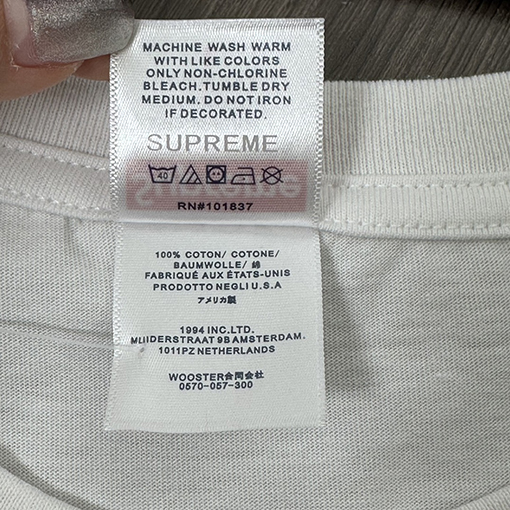 MACHINE WASH WARM
WITH LIKE COLORS
ONLY NON-CHLORINE
BLEACH.TUMBLE DRY
MEDIUM. DO NOT IRON
IF DECORATED.
SUPREME
40
RN#101837
100% COTON/ COTONE/
BAUMWOLLE/ 綿
FABRIQUÉ AUX ÉTATS-UNIS
PRODOTTO NEGLI U.S.A
アメリカ製
1994 INC.LTD.
MUIJDERSTRAAT 9B AMSTERDAM.
1011PZ NETHERLANDS
WOOSTER合同会社
0570-057-300